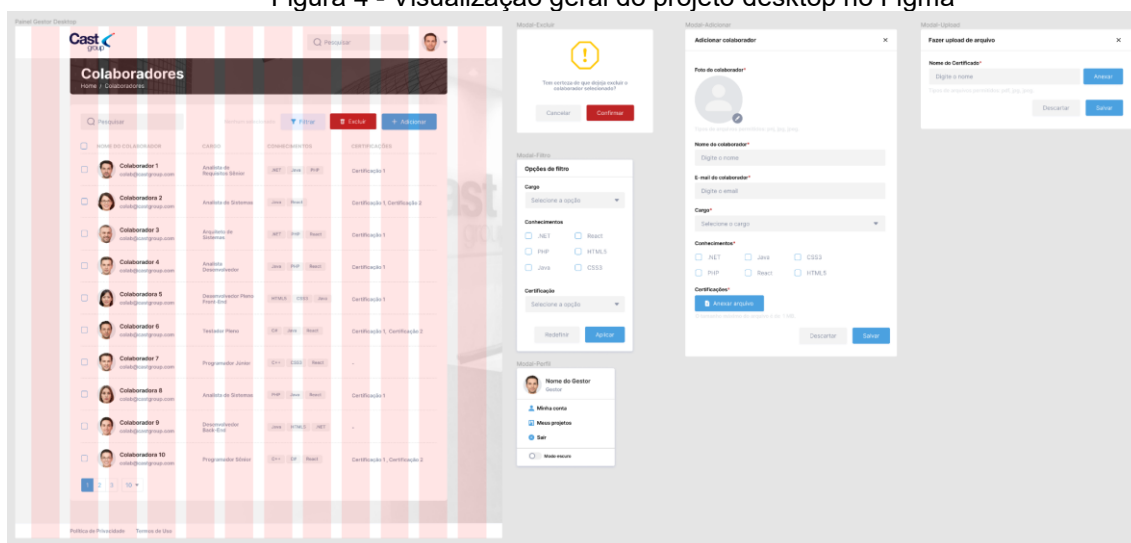 Figura 4 - Visualização geral do projeto desktop no Figma
Painel Gestor Desktop
Cast
group
Pesquisar
Colaboradores
Home / Colaboradores
Pesquisar
Filtrar
Excluir
+ Adicionar
NOME DO COLABORADOR CARGO CONHECIMENTOS CERTIFICAÇÕES
Colaborador 1
colab@castgroup.com
Analista de
Requisitos Sênior
.NET Java PHP
Certificação 1
Colaboradora 2
colab@castgroup.com
Analista de Sistemas
Java React
Certificação 1, Certificação 2
Colaborador 3
colab@castgroup.com
Arquiteto de
Sistemas
.NET PHP React
Certificação 1
Colaborador 4
colab@castgroup.com
Analista
Desenvolvedor
Java PHP React
Certificação 1
Colaboradora 5
colab@castgroup.com
Desenvolvedor Pleno
Front-End
HTML5 CSS3 Java
Certificação 1
Colaborador 6
colab@castgroup.com
Testador Pleno
C# Java React
Certificação 1, Certificação 2
Colaborador 7
colab@castgroup.com
Programador Júnior
C++ CSS3 React
-
Colaboradora 8
colab@castgroup.com
Analista de Sistemas
PHP Java React
Certificação 1
Colaborador 9
colab@castgroup.com
Desenvolvedor
Back-End
Java HTML5 .NET
-
Colaboradora 10
colab@castgroup.com
Programador Sênior
C++ C# React
Certificação 1, Certificação 2
1 2 3 10
Política de Privacidade Termos de Uso
Modal-Excluir
Tem certeza de que deseja excluir o
colaborador selecionado?
Cancelar Confirmar
Modal-Filtro
Opções de filtro
Cargo
Selecione a opção
Conhecimentos
.NET React
PHP HTML5
Java CSS3
Certificação
Selecione a opção
Redefinir Aplicar
Modal-Perfil
Nome do Gestor
Gestor
Minha conta
Meus projetos
Sair
Modo escuro
Modal-Adicionar
Adicionar colaborador
Foto do colaborador*
Nome do colaborador*
Digite o nome
E-mail do colaborador*
Digite o email
Cargo*
Selecione o cargo
Conhecimentos*
.NET Java CSS3
PHP React HTML5
Certificações*
Anexar arquivo
Descartar Salvar
Modal-Upload
Fazer upload de arquivo
Nome do Certificado*
Digite o nome
Anexar
Descartar Salvar